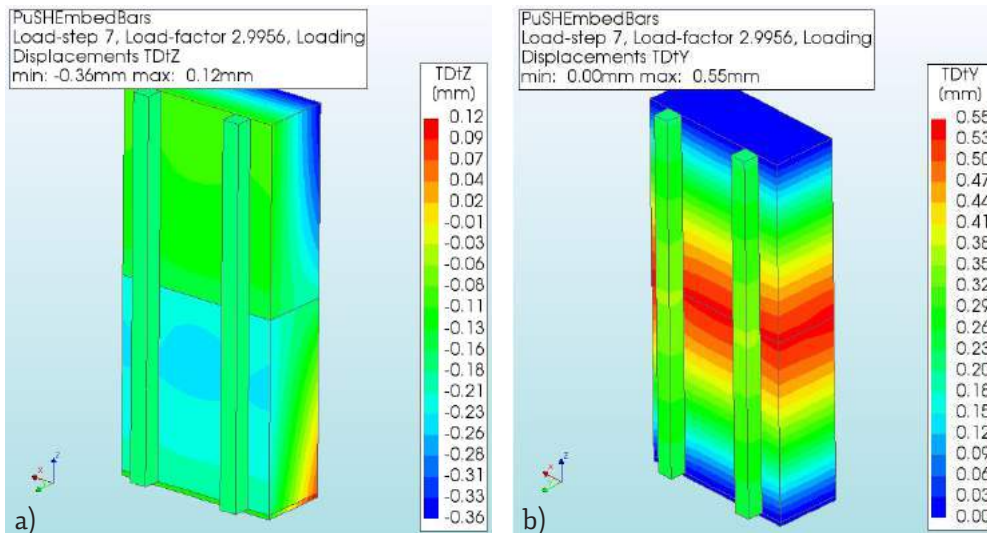 PuSHEmbedBars
Load-step 7, Load-factor 2.9956, Loading
Displacements TDtZ
min: -0.36mm max: 0.12mm
TDtZ
(mm)
0.12
0.09
0.07
0.04
0.02
-0.01
-0.03
-0.06
-0.08
-0.11
-0.13
-0.16
-0.18
-0.21
-0.23
-0.26
-0.28
-0.31
-0.33
-0.36
X
Z
a)
PuSHEmbedBars
Load-step 7, Load-factor 2.9956, Loading
Displacements TDtY
min: 0.00mm max: 0.55mm
TDtY
(mm)
0.55
0.53
0.50
0.47
0.44
0.41
0.38
0.35
0.32
0.29
0.26
0.23
0.20
0.18
0.15
0.12
0.09
0.06
0.03
0.00
X
Z
b)